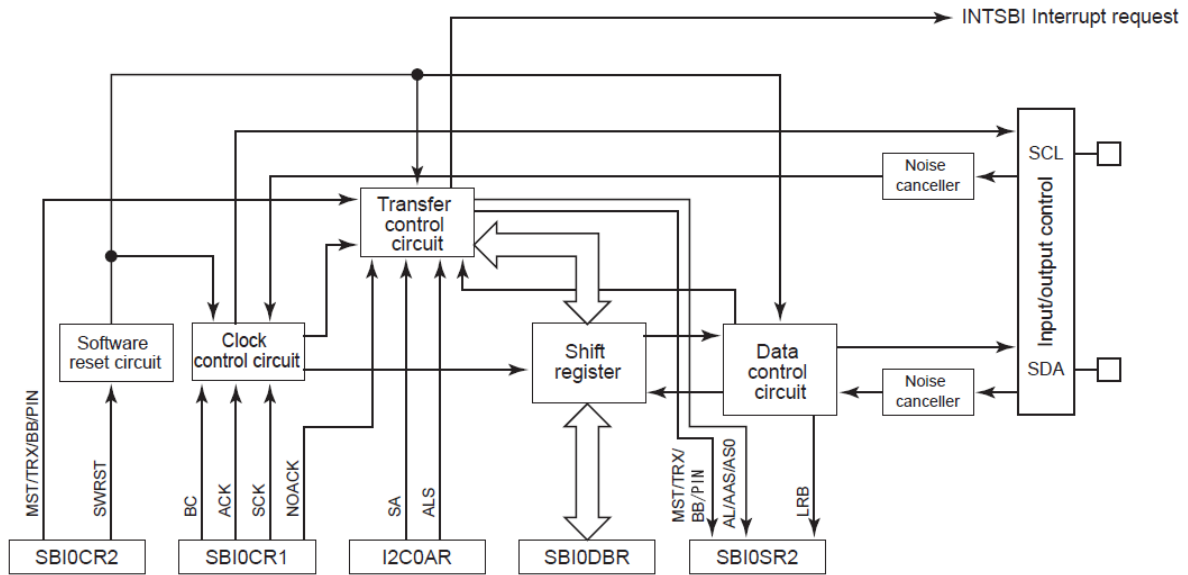 INTSBI Interrupt request
SCL
Noise
canceller
Transfer
control
circuit
Input/output control
Software
reset circuit
Clock
control circuit
Shift
register
Data
control
circuit
SDA
Noise
canceller
MST/TRX/BB/PIN
SWRST
BC
ACK
SCK
NOACK
SA
ALS
MST/TRX/
BB/PIN
AL/AAS/AS0
LRB
SBI0CR2
SBI0CR1
I2C0AR
SBI0DBR
SBI0SR2